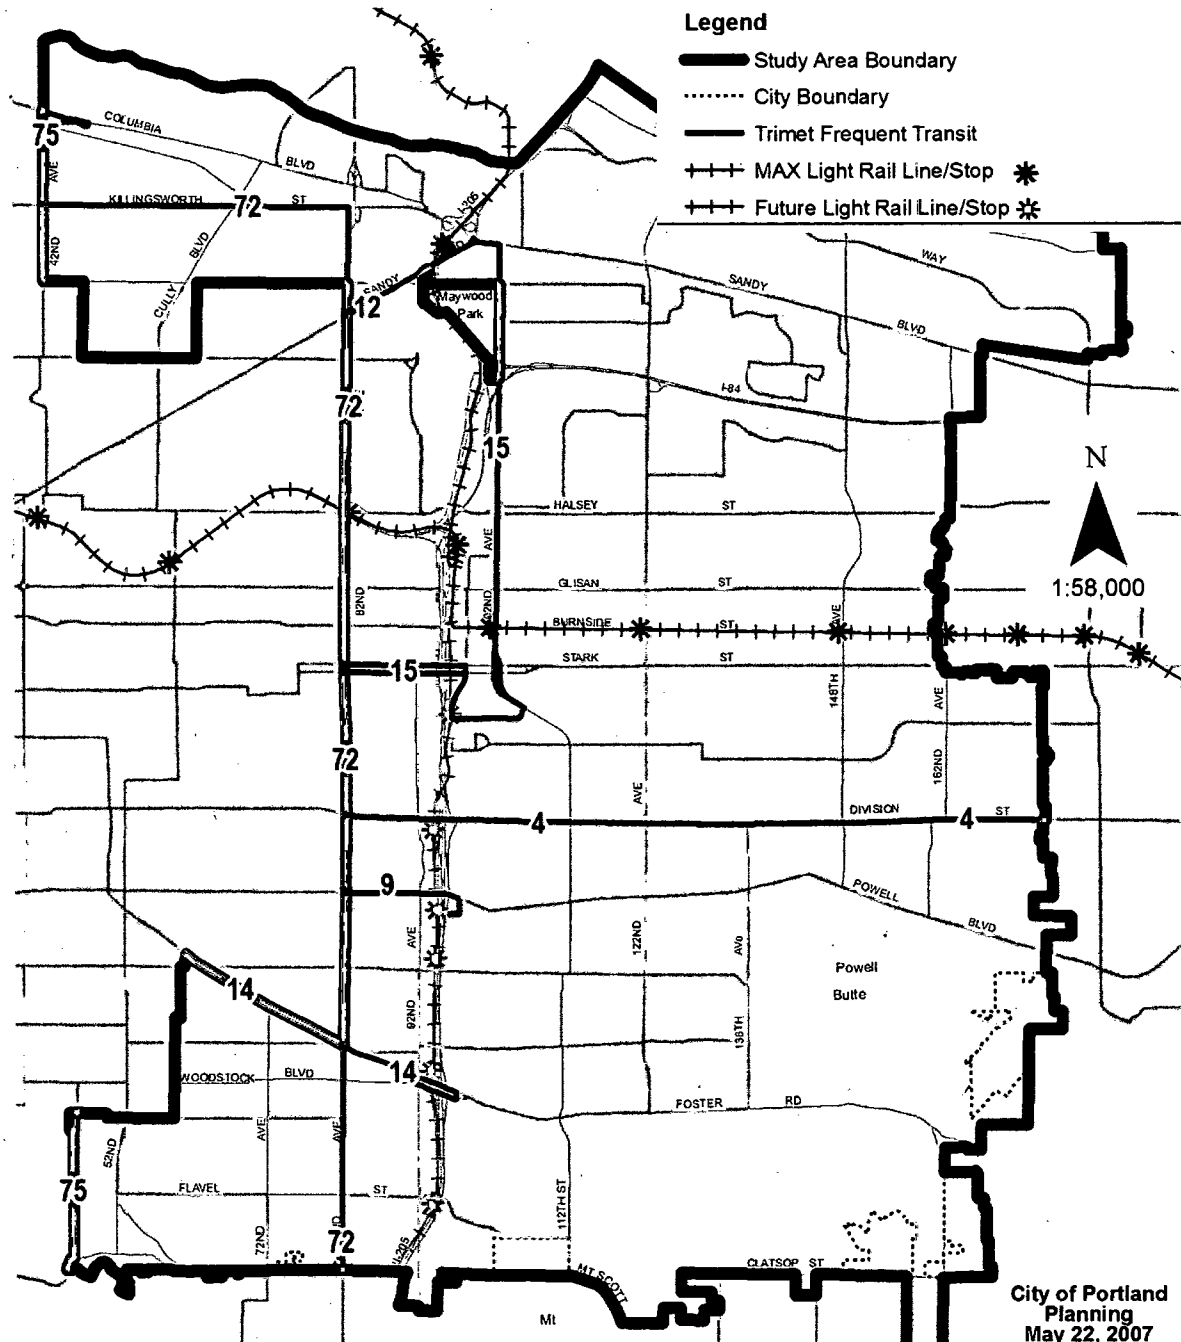 Legend
Study Area Boundary
City Boundary
Trimet Frequent Transit
MAX Light Rail Line/Stop
Future Light Rail Line/Stop
75
AVE
42ND
COLUMBIA
BLVD
KILLINGSWORTH
72
ST
I-205
CULLY
BLVD
SANDY
12
Maywood
Park
SANDY
BLVD
WAY
I-84
72
15
N
1:58,000
HALSEY
ST
AVE
GLISAN
ST
82ND
BURNSIDE
ST
AVE
STARK
ST
15
148TH
AVE
162ND
72
AVE
DIVISION
ST
4
4
9
POWELL
BLVD
AVE
92ND
122ND
138TH
Powell
Butte
14
14
WOODSTOCK
BLVD
FOSTER
RD
AVE
AVE
52ND
75
FLAVEL
ST
72ND
72
I-205
112TH ST
MT SCOTT
CLATSOP ST
Mt
City of Portland
Planning
May 22, 2007